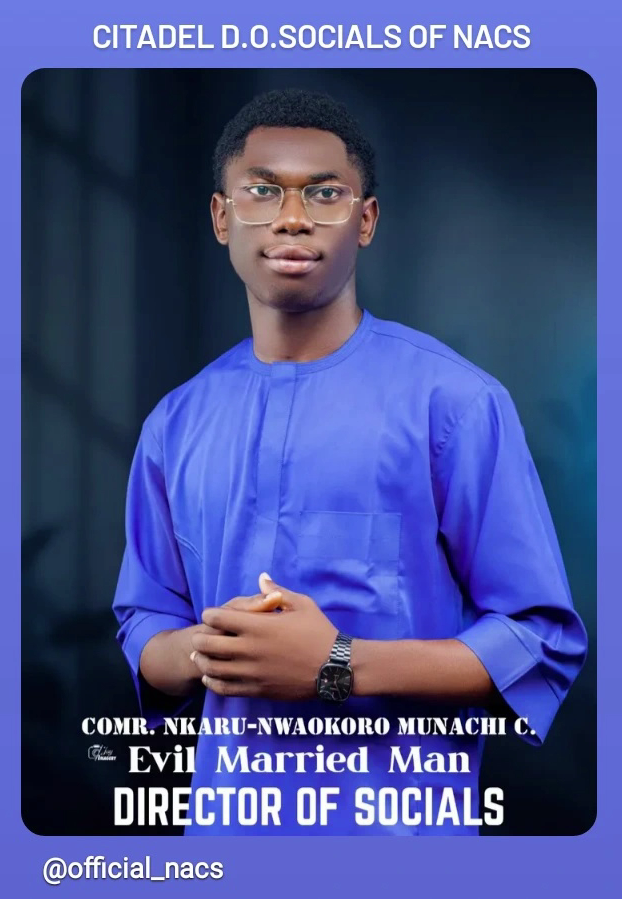 CITADEL D.O.SOCIALS OF NACS
COMR. NKARU-NWAOKORO MUNACHI C.
Evil Married Man
DIRECTOR OF SOCIALS
@official_nacs